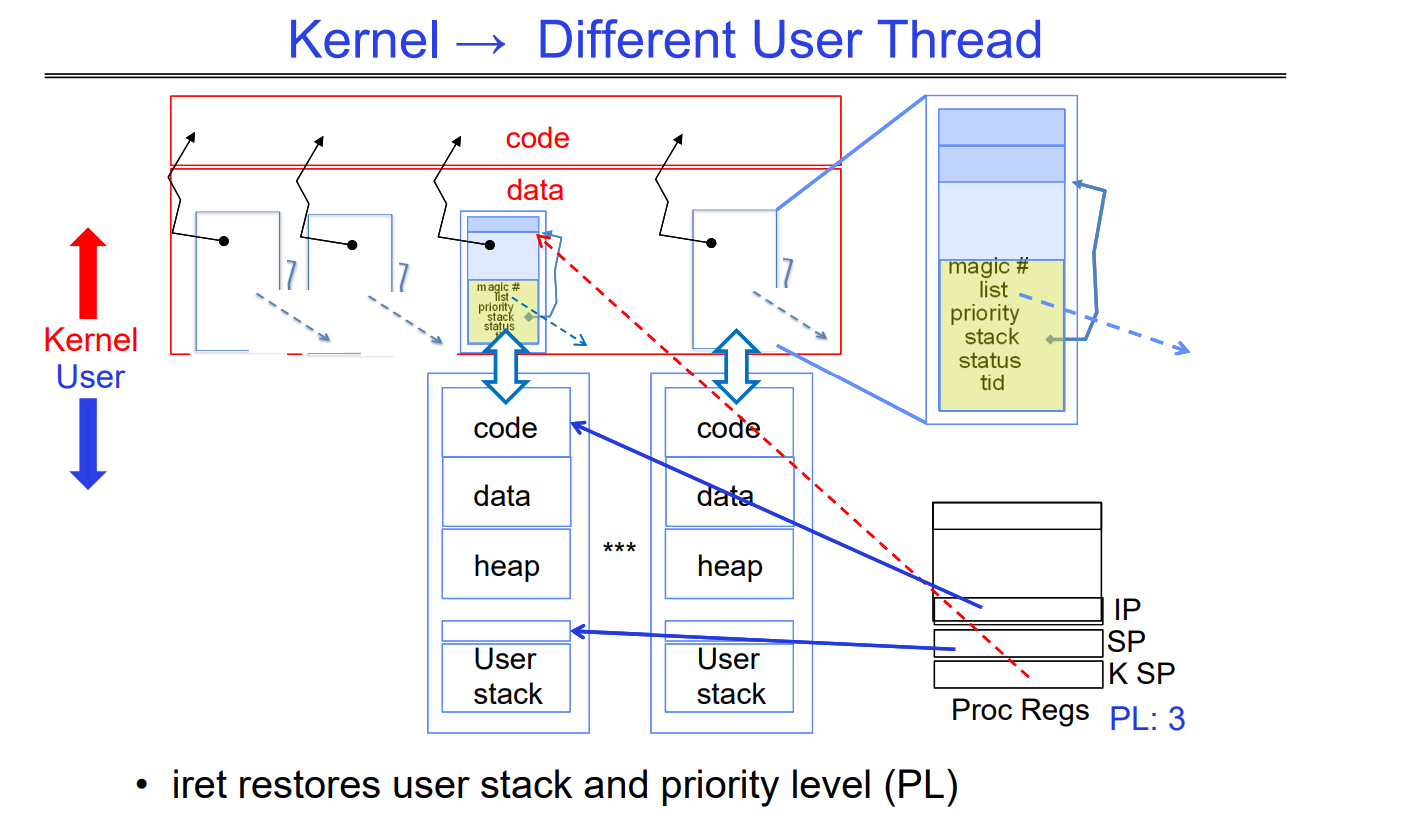 Kernel → Different User Thread
code
data
magic #
list
priority
stack
status
magic #
list
priority
stack
status
tid
Kernel
User
code
data
heap
User
stack
***
code
data
heap
User
stack
IP
SP
K SP
Proc Regs
PL: 3
• iret restores user stack and priority level (PL)